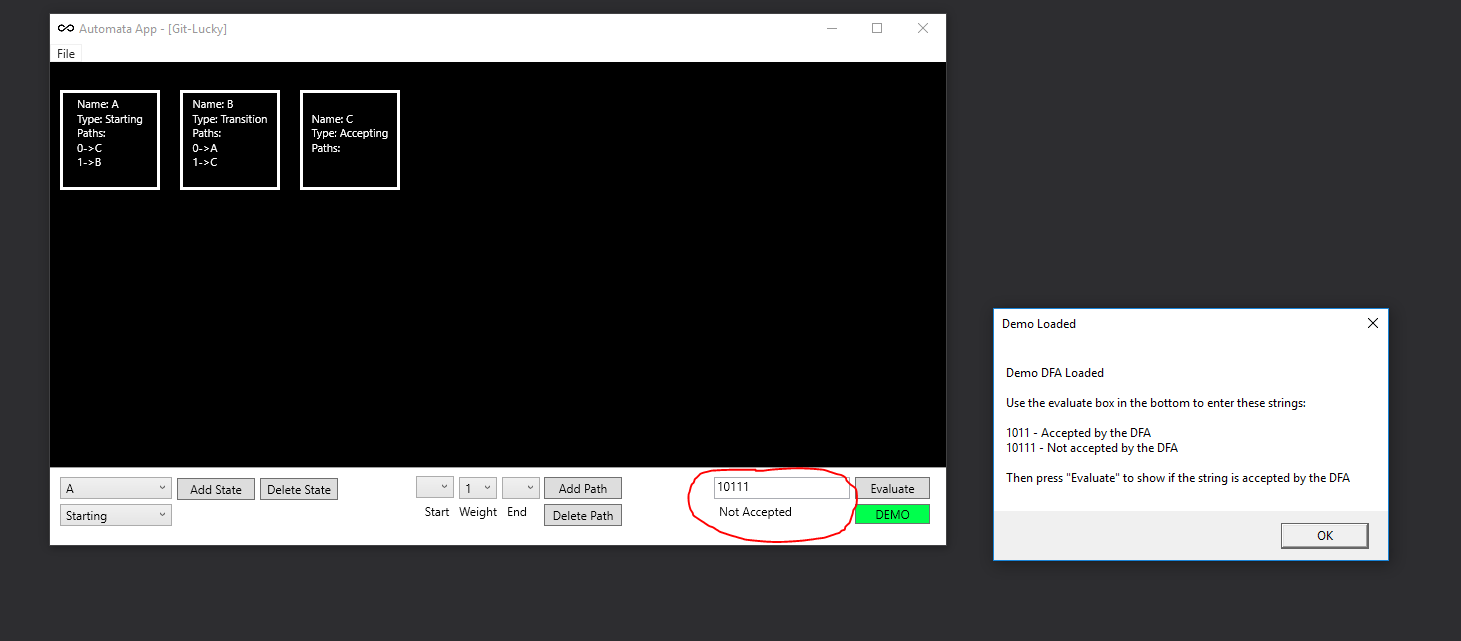 Automata App - [Git-Lucky]
File
Name: A
Type: Starting
Paths:
0->C
1->B
Name: B
Type: Transition
Paths:
0->A
1->C
Name: C
Type: Accepting
Paths:
A
Add State
Delete State
Starting
1
Add Path
Start
Weight
End
Delete Path
10111
Evaluate
Not Accepted
DEMO
Demo Loaded
Demo DFA Loaded
Use the evaluate box in the bottom to enter these strings:
1011 - Accepted by the DFA
10111 - Not accepted by the DFA
Then press "Evaluate" to show if the string is accepted by the DFA
OK